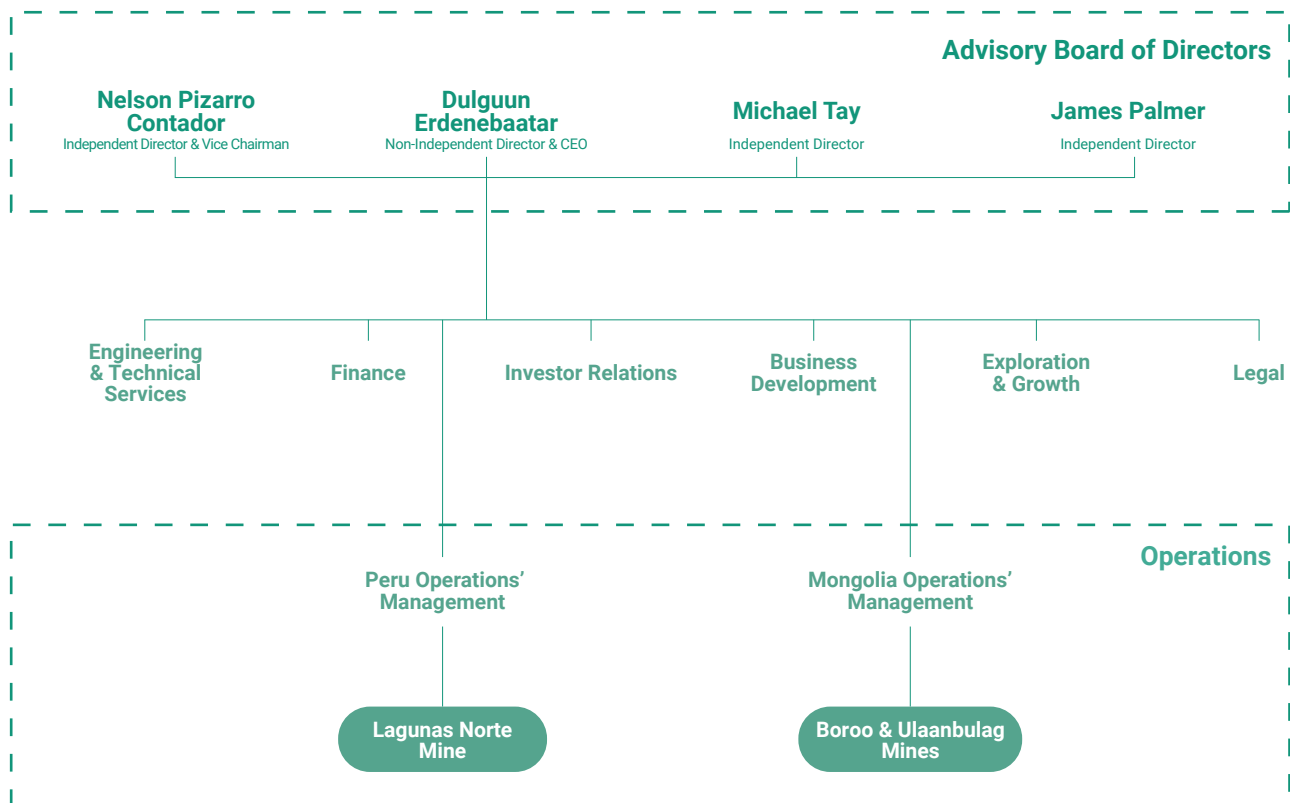 Advisory Board of Directors
Nelson Pizarro
Contador
Independent Director & Vice Chairman
Dulguun
Erdenebaatar
Non-Independent Director & CEO
Michael Tay
Independent Director
James Palmer
Independent Director
Engineering
& Technical
Services
Finance
Investor Relations
Business
Development
Exploration
& Growth
Legal
Operations
Peru Operations’
Management
Mongolia Operations’
Management
Lagunas Norte
Mine
Boroo & Ulaanbulag
Mines